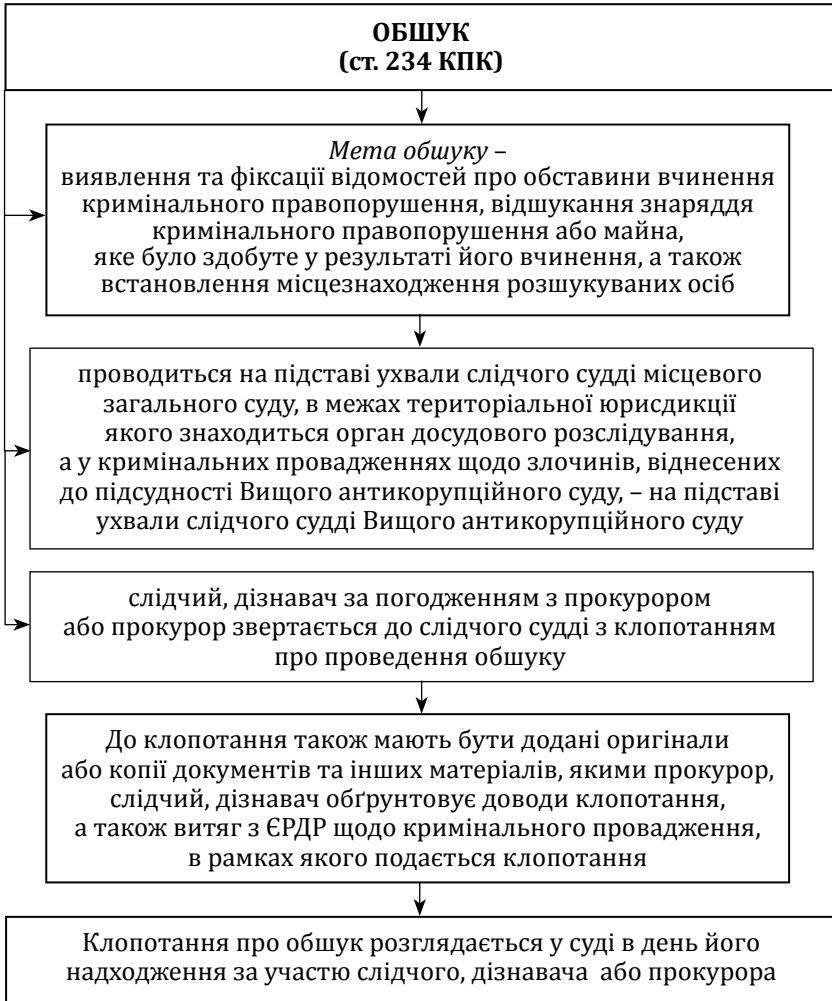 ОБШУК
(ст. 234 КПК)
Мета обшуку –
виявлення та фіксації відомостей про обставини вчинення
кримінального правопорушення, відшукання знаряддя
кримінального правопорушення або майна,
яке було здобуте у результаті його вчинення, а також
встановлення місцезнаходження розшукуваних осіб
проводиться на підставі ухвали слідчого судді місцевого
загального суду, в межах територіальної юрисдикції
якого знаходиться орган досудового розслідування,
а у кримінальних провадженнях щодо злочинів, віднесених
до підсудності Вищого антикорупційного суду, – на підставі
ухвали слідчого судді Вищого антикорупційного суду
слідчий, дізнавач за погодженням з прокурором
або прокурор звертається до слідчого судді з клопотанням
про проведення обшуку
До клопотання також мають бути додані оригінали
або копії документів та інших матеріалів, якими прокурор,
слідчий, дізнавач обґрунтовує доводи клопотання,
а також витяг з ЄРДР щодо кримінального провадження,
в рамках якого подається клопотання
Клопотання про обшук розглядається у суді в день його
надходження за участю слідчого, дізнавача або прокурора